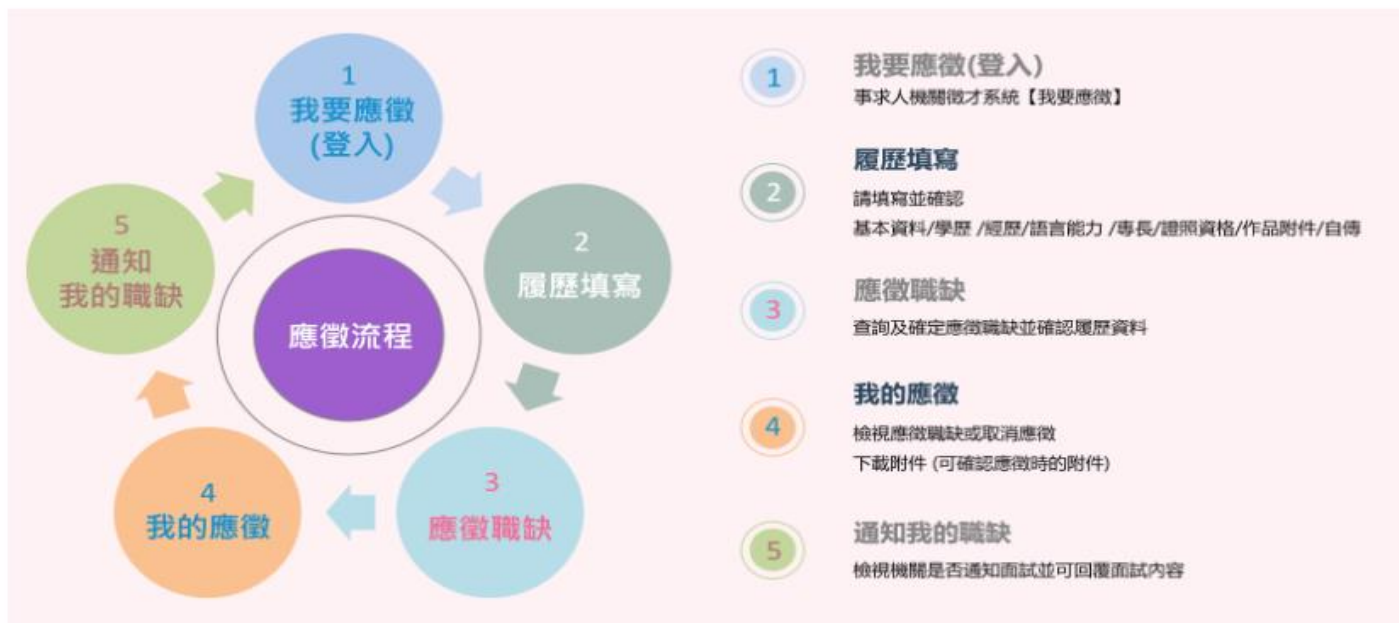 1
我要應徵
(登入)
2
履歷填寫
3
應徵職缺
4
我的應徵
5
通知
我的職缺
應徵流程
1
我要應徵(登入)
事求人機關徵才系統【我要應徵】
2
履歷填寫
請填寫並確認
基本資料/學歷 /經歷/語言能力 /專長/證照資格/作品附件/自傳
3
應徵職缺
查詢及確定應徵職缺並確認履歷資料
4
我的應徵
檢視應徵職缺或取消應徵
下載附件 (可確認應徵時的附件)
5
通知我的職缺
檢視機關是否通知面試並可回覆面試內容